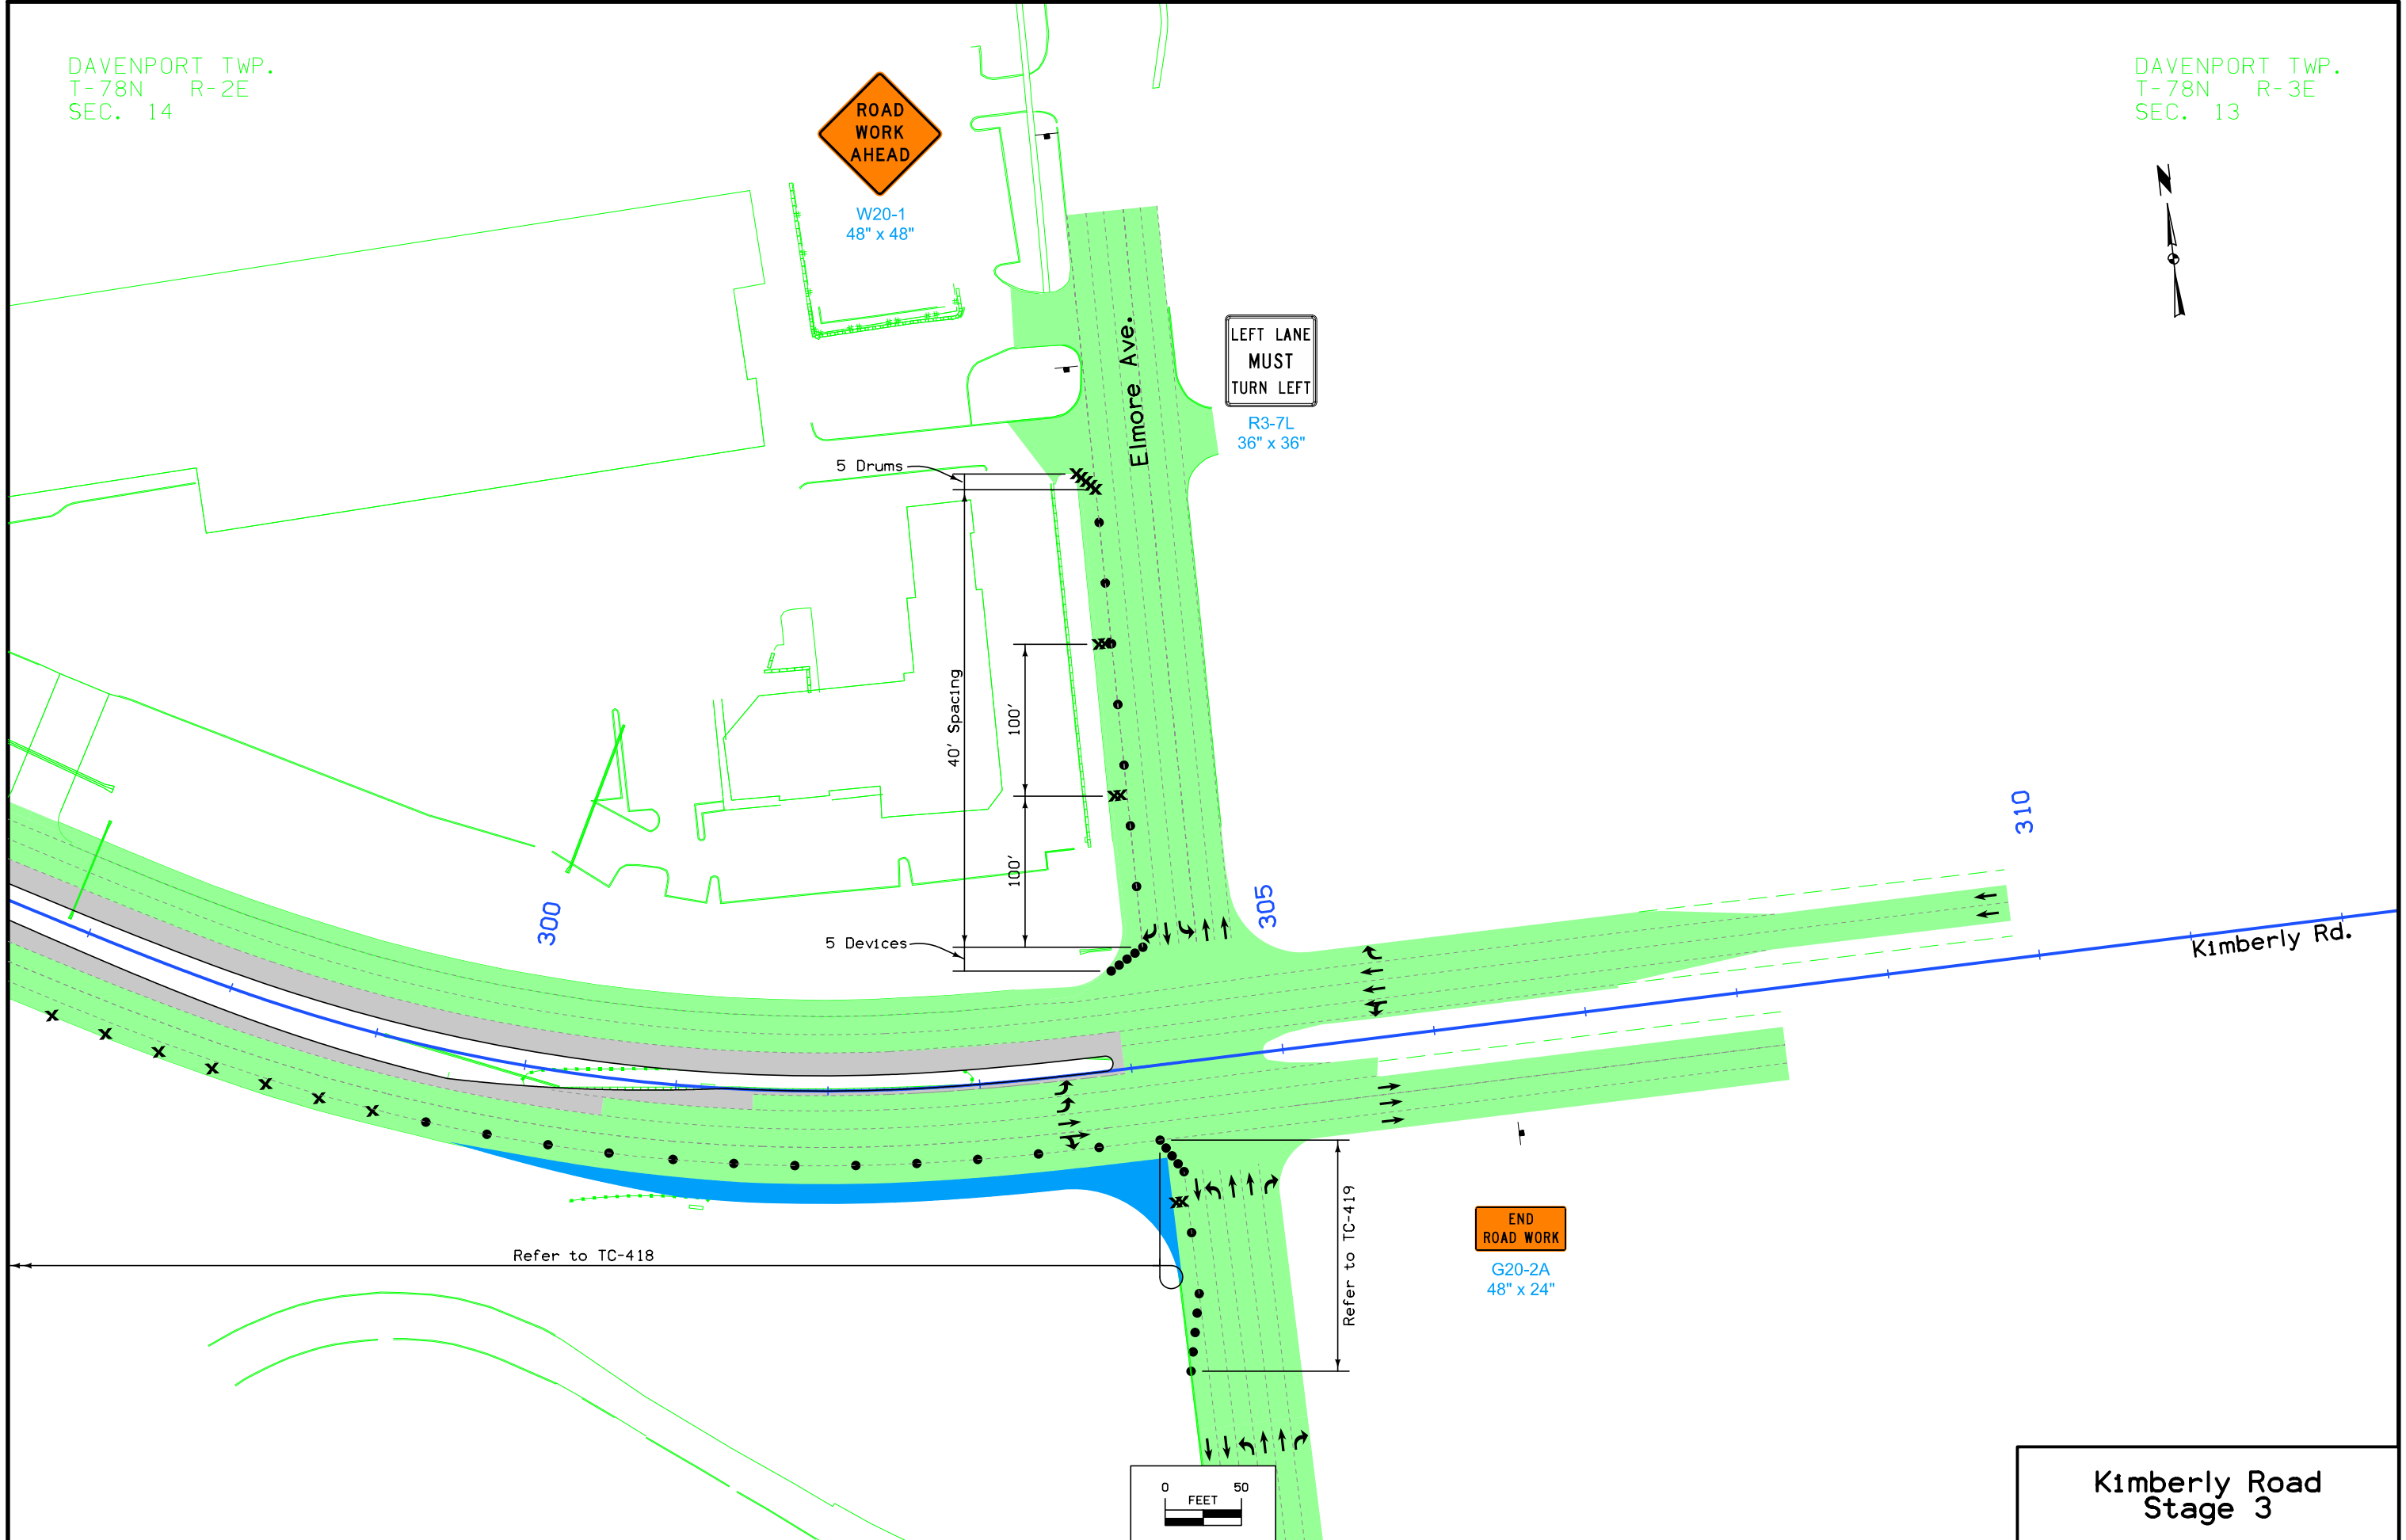 DAVENPORT TWP.
T-78N R-2E
SEC. 14
DAVENPORT TWP.
T-78N R-3E
SEC. 13
N
ROAD
WORK
AHEAD
W20-1
48" x 48"
LEFT LANE
MUST
TURN LEFT
R3-7L
36" x 36"
Elmore Ave.
5 Drums
40' Spacing
100'
100'
5 Devices
300
305
310
Kimberly Rd.
Refer to TC-418
Refer to TC-419
END
ROAD WORK
G20-2A
48" x 24"
0 50
FEET
Kimberly Road
Stage 3